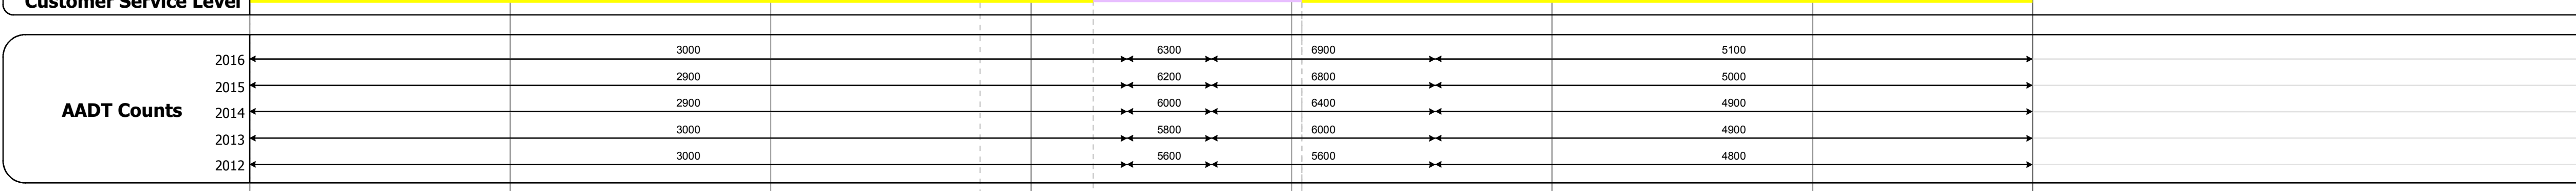 Customer Service Level
3000 6300 6900 5100
2016
2900 6200 6800 5000
2015
2900 6000 6400 4900
AADT Counts 2014
3000 5800 6000 4900
2013
3000 5600 5600 4800
2012